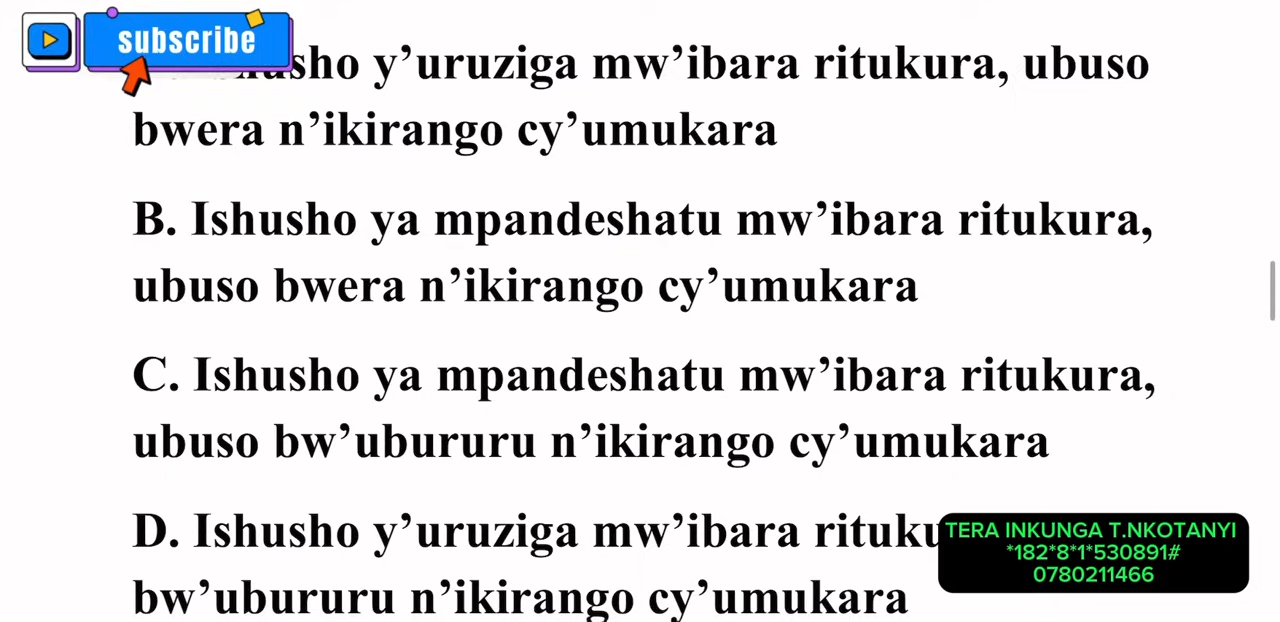 subscribe
y’uruziga mw’ibara ritukura, ubuso
bwera n’ikirango cy’umukara
B. Ishusho ya mpandeshatu mw’ibara ritukura,
ubuso bwera n’ikirango cy’umukara
C. Ishusho ya mpandeshatu mw’ibara ritukura,
ubuso bw’ubururu n’ikirango cy’umukara
D. Ishusho y’uruziga mw’ibara
bw’ubururu n’ikirango cy’umukara
TERA INKUNGA T.NKOTANYI
*182*8*1*530891#
0780211466